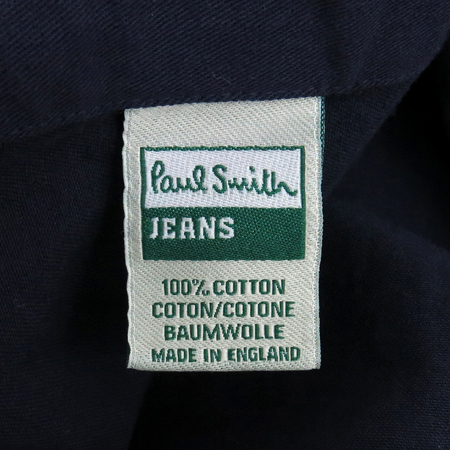 Paul Smith
JEANS
100% COTTON
COTON/COTONE
BAUMWOLLE
MADE IN ENGLAND